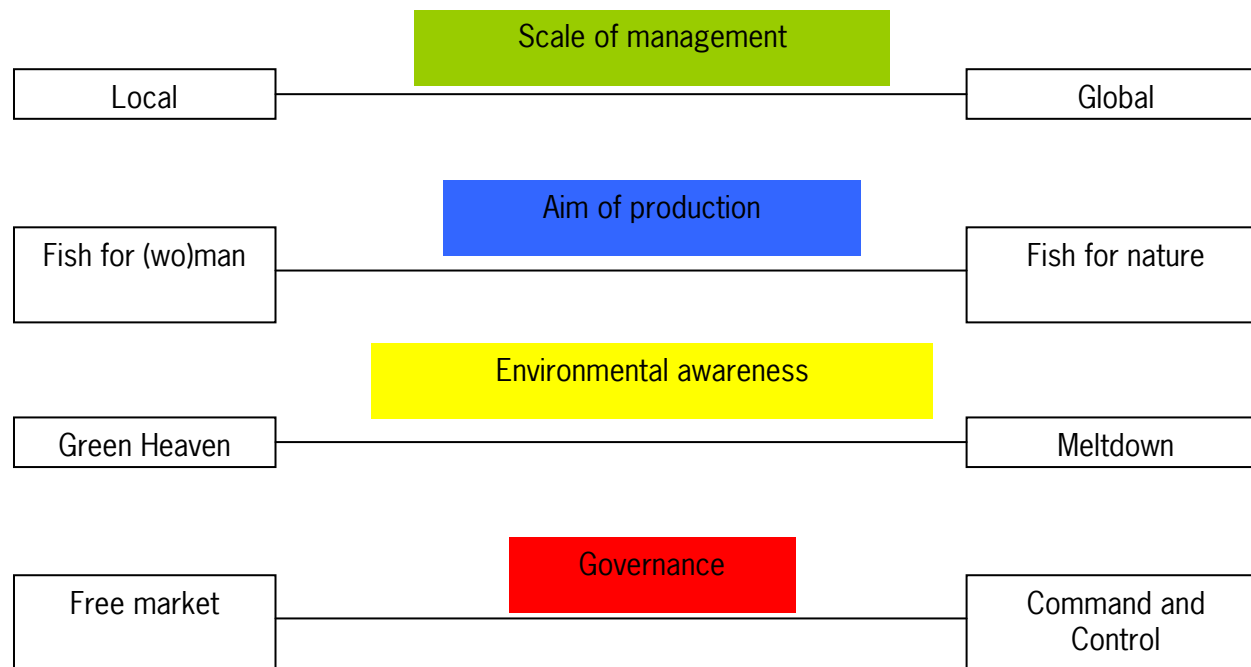 Scale of management
Local
Global
Aim of production
Fish for (wo)man
Fish for nature
Environmental awareness
Green Heaven
Meltdown
Governance
Free market
Command and
Control